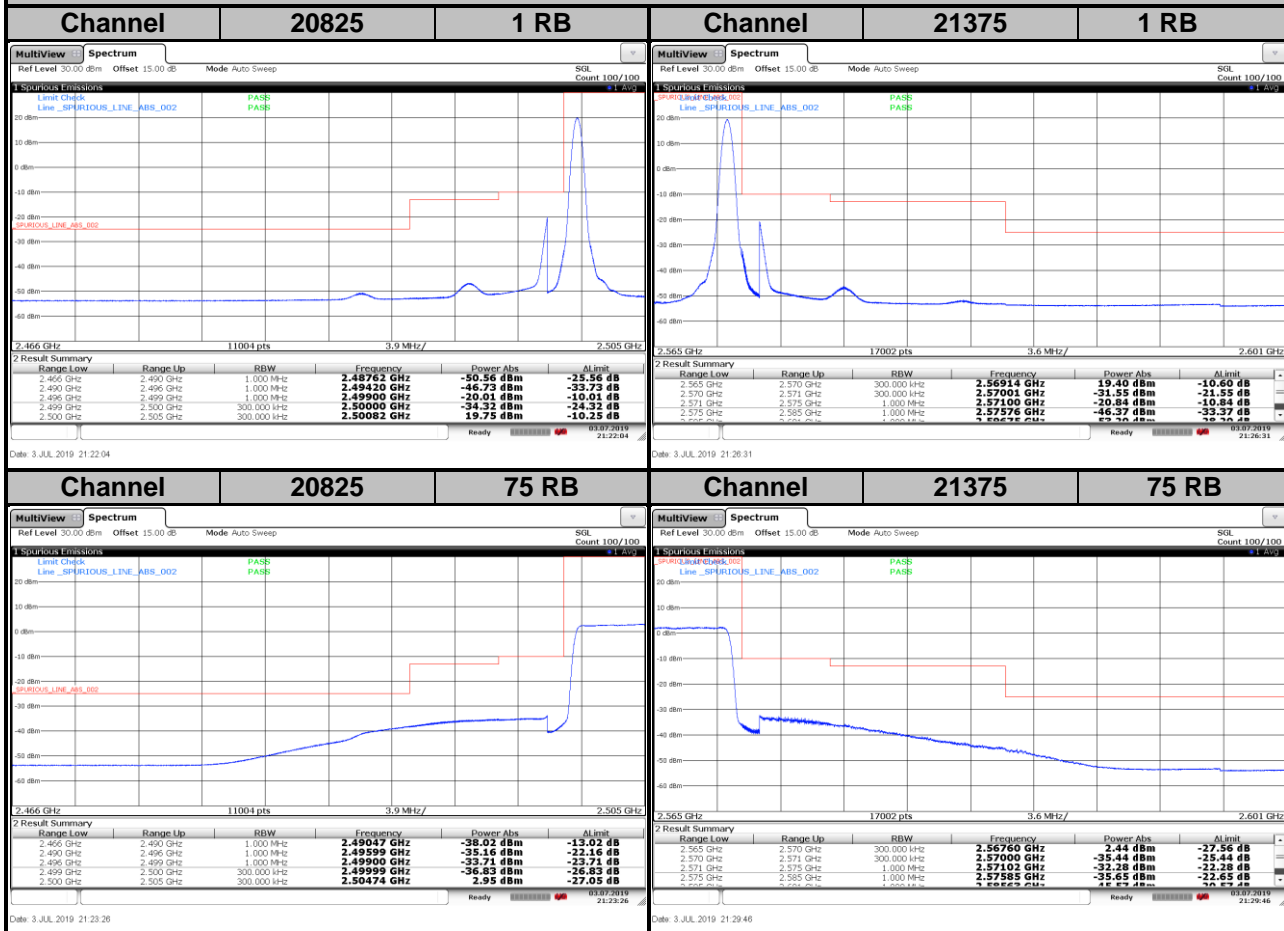 Channel 20825 1 RB
MultiView Spectrum
Ref Level 30.00 dBm Offset 15.00 dB Mode Auto Sweep SGL
Count 100/100
1 Spurious Emissions 1 Avg
Limit Check PASS
Line _SPURIOUS_LINE_ABS_002 PASS
20 dBm
10 dBm
0 dBm
-10 dBm
-20 dBm
_SPURIOUS_LINE_ABS_002
-30 dBm
-40 dBm
-50 dBm
-60 dBm
2.466 GHz 11004 pts 3.9 MHz/ 2.505 GHz
2 Result Summary
Range Low Range Up RBW Frequency Power Abs ΔLimit
2.466 GHz 2.490 GHz 1.000 MHz 2.48762 GHz -50.56 dBm -25.56 dB
2.490 GHz 2.496 GHz 1.000 MHz 2.49420 GHz -46.73 dBm -33.73 dB
2.496 GHz 2.499 GHz 1.000 MHz 2.49900 GHz -20.01 dBm -10.01 dB
2.499 GHz 2.500 GHz 300.000 kHz 2.50000 GHz -34.32 dBm -24.32 dB
2.500 GHz 2.505 GHz 300.000 kHz 2.50082 GHz 19.75 dBm -10.25 dB
Ready 03.07.2019
21:22:04
Date: 3.JUL.2019 21:22:04
Channel 21375 1 RB
MultiView Spectrum
Ref Level 30.00 dBm Offset 15.00 dB Mode Auto Sweep SGL
Count 100/100
1 Spurious Emissions 1 Avg
Limit Check PASS
Line _SPURIOUS_LINE_ABS_002 PASS
20 dBm
10 dBm
0 dBm
-10 dBm
-20 dBm
-30 dBm
-40 dBm
-50 dBm
-60 dBm
2.565 GHz 17002 pts 3.6 MHz/ 2.601 GHz
2 Result Summary
Range Low Range Up RBW Frequency Power Abs ΔLimit
2.565 GHz 2.570 GHz 300.000 kHz 2.56914 GHz 19.40 dBm -10.60 dB
2.570 GHz 2.571 GHz 300.000 kHz 2.57001 GHz -31.55 dBm -21.55 dB
2.571 GHz 2.575 GHz 1.000 MHz 2.57100 GHz -20.84 dBm -10.84 dB
2.575 GHz 2.585 GHz 1.000 MHz 2.57576 GHz -46.37 dBm -33.37 dB
Ready 03.07.2019
21:26:31
Date: 3.JUL.2019 21:26:31
Channel 20825 75 RB
MultiView Spectrum
Ref Level 30.00 dBm Offset 15.00 dB Mode Auto Sweep SGL
Count 100/100
1 Spurious Emissions 1 Avg
Limit Check PASS
Line _SPURIOUS_LINE_ABS_002 PASS
20 dBm
10 dBm
0 dBm
-10 dBm
-20 dBm
_SPURIOUS_LINE_ABS_002
-30 dBm
-40 dBm
-50 dBm
-60 dBm
2.466 GHz 11004 pts 3.9 MHz/ 2.505 GHz
2 Result Summary
Range Low Range Up RBW Frequency Power Abs ΔLimit
2.466 GHz 2.490 GHz 1.000 MHz 2.49047 GHz -38.02 dBm -13.02 dB
2.490 GHz 2.496 GHz 1.000 MHz 2.49599 GHz -35.16 dBm -22.16 dB
2.496 GHz 2.499 GHz 1.000 MHz 2.49900 GHz -33.71 dBm -23.71 dB
2.499 GHz 2.500 GHz 300.000 kHz 2.49999 GHz -36.83 dBm -26.83 dB
2.500 GHz 2.505 GHz 300.000 kHz 2.50474 GHz 2.95 dBm -27.05 dB
Ready 03.07.2019
21:23:26
Date: 3.JUL.2019 21:23:26
Channel 21375 75 RB
MultiView Spectrum
Ref Level 30.00 dBm Offset 15.00 dB Mode Auto Sweep SGL
Count 100/100
1 Spurious Emissions 1 Avg
Limit Check PASS
Line _SPURIOUS_LINE_ABS_002 PASS
20 dBm
10 dBm
0 dBm
-10 dBm
-20 dBm
-30 dBm
-40 dBm
-50 dBm
-60 dBm
2.565 GHz 17002 pts 3.6 MHz/ 2.601 GHz
2 Result Summary
Range Low Range Up RBW Frequency Power Abs ΔLimit
2.565 GHz 2.570 GHz 300.000 kHz 2.56760 GHz 2.44 dBm -27.56 dB
2.570 GHz 2.571 GHz 300.000 kHz 2.57000 GHz -35.44 dBm -25.44 dB
2.571 GHz 2.575 GHz 1.000 MHz 2.57102 GHz -32.28 dBm -22.28 dB
2.575 GHz 2.585 GHz 1.000 MHz 2.57585 GHz -35.65 dBm -22.65 dB
Ready 03.07.2019
21:29:46
Date: 3.JUL.2019 21:29:46